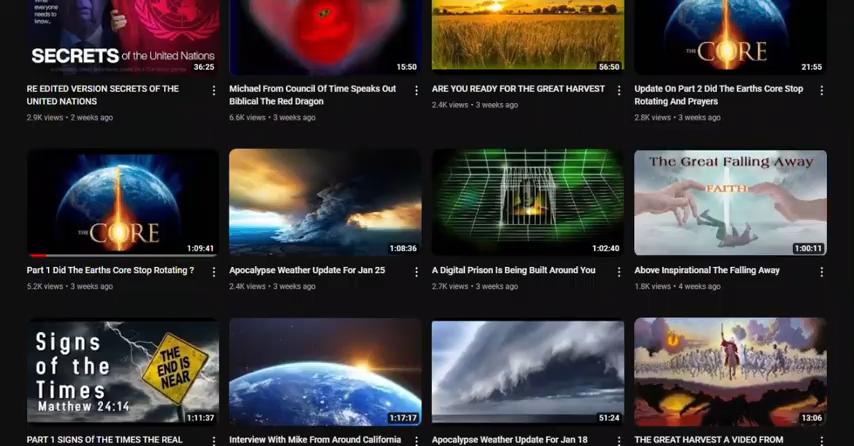 everyone
needs to
know...
SECRETS of the United Nations
36:25
15:50
56:50
THE CORE
21:55
RE EDITED VERSION SECRETS OF THE
UNITED NATIONS
2.9K views • 2 weeks ago
Michael From Council Of Time Speaks Out
Biblical The Red Dragon
6.6K views • 3 weeks ago
ARE YOU READY FOR THE GREAT HARVEST
2.4K views • 3 weeks ago
Update On Part 2 Did The Earths Core Stop
Rotating And Prayers
2.8K views • 3 weeks ago
THE CORE
1:09:41
1:08:36
1:02:40
The Great Falling Away
FAITH
1:00:11
Part 1 Did The Earths Core Stop Rotating ?
5.2K views • 3 weeks ago
Apocalypse Weather Update For Jan 25
2.4K views • 3 weeks ago
A Digital Prison Is Being Built Around You
2.7K views • 3 weeks ago
Above Inspirational The Falling Away
1.8K views • 4 weeks ago
Signs
of the
Times
Matthew 24:14
THE
END IS
NEAR
1:11:37
1:17:17
51:24
13:06
PART 1 SIGNS Of THE TIMES THE REAL
Interview With Mike From Around California
Apocalypse Weather Update For Jan 18
THE GREAT HARVEST A VIDEO FROM